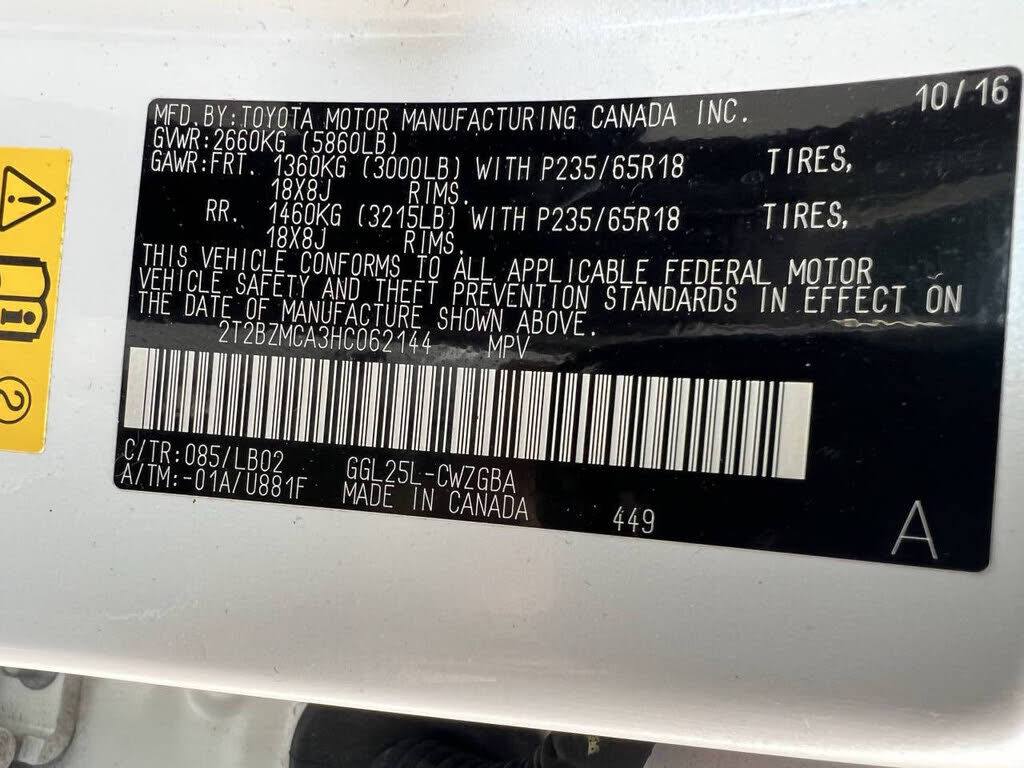 10/16
MFD.BY:TOYOTA MOTOR MANUFACTURING CANADA INC.
GVWR:2660KG (5860LB)
GAWR:FRT. 1360KG (3000LB) WITH P235/65R18 TIRES,
18X8J RIMS.
RR. 1460KG (3215LB) WITH P235/65R18 TIRES,
18X8J RIMS.
THIS VEHICLE CONFORMS TO ALL APPLICABLE FEDERAL MOTOR
VEHICLE SAFETY AND THEFT PREVENTION STANDARDS IN EFFECT ON
THE DATE OF MANUFACTURE SHOWN ABOVE.
2T2BZMCA3HC062144 MPV
C/TR:085/LB02 GGL25L-CWZGBA
A/TM:-01A/U881F MADE IN CANADA
449
A
2